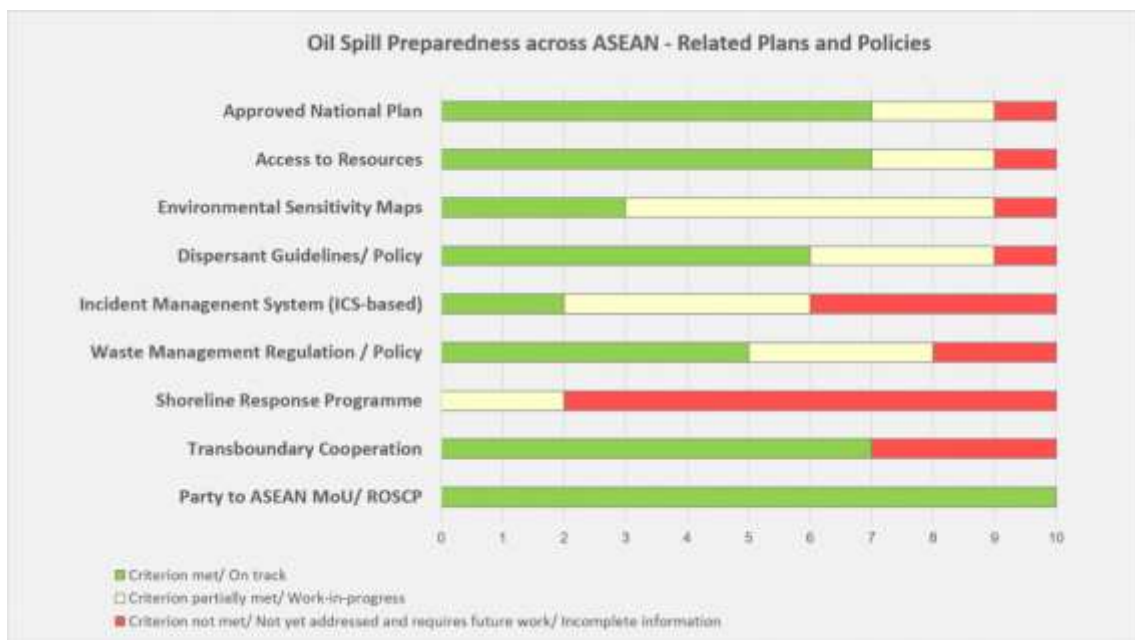 Oil Spill Preparedness across ASEAN - Related Plans and Policies
Approved National Plan
Access to Resources
Environmental Sensitivity Maps
Dispersant Guidelines/ Policy
Incident Management System (ICS-based)
Waste Management Regulation / Policy
Shoreline Response Programme
Transboundary Cooperation
Party to ASEAN MoU/ ROSCP
0 1 2 3 4 5 6 7 8 9 10
Criterion met/ On track
Criterion partially met/ Work-in-progress
Criterion not met/ Not yet addressed and requires future work/ Incomplete information